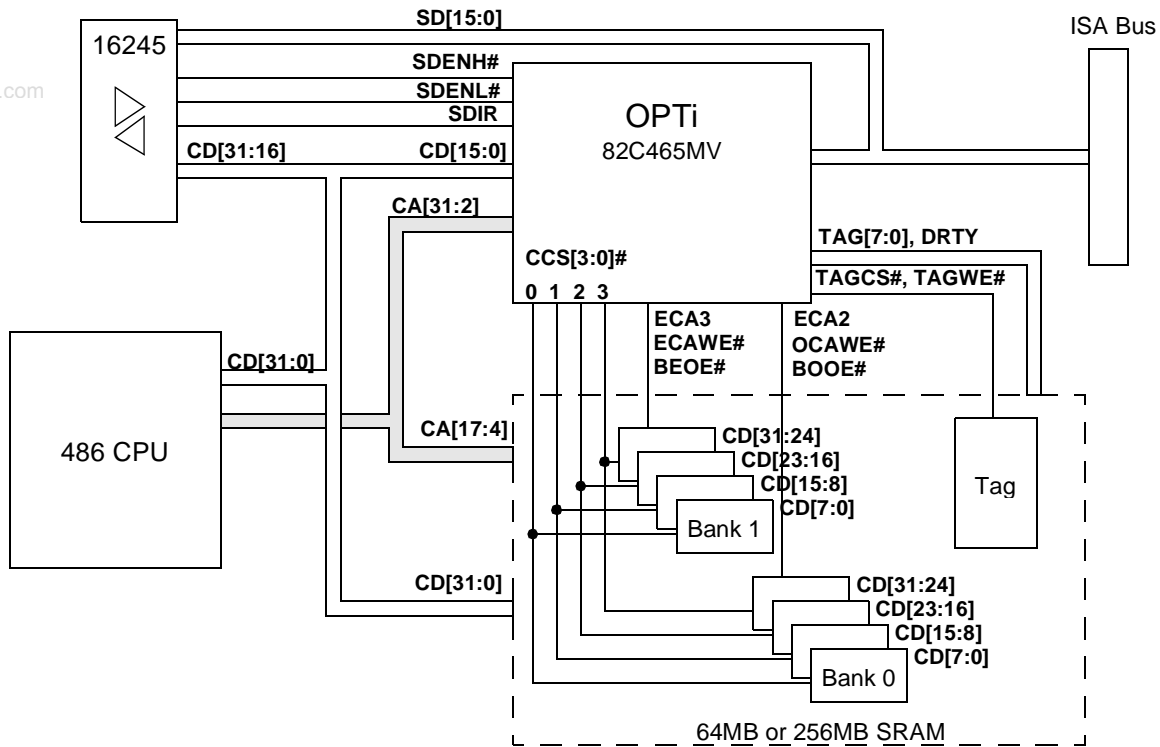 SD[15:0]
ISA Bus
16245
SDENH#
.com
SDENL#
SDIR
OPTi
82C465MV
CD[31:16]
CD[15:0]
CA[31:2]
TAG[7:0], DRTY
CCS[3:0]#
TAGCS#, TAGWE#
0 1 2 3
ECA3
ECAWE#
BEOE#
ECA2
OCAWE#
BOOE#
CD[31:0]
486 CPU
CA[17:4]
CD[31:24]
CD[23:16]
CD[15:8]
CD[7:0]
Bank 1
Tag
CD[31:0]
CD[31:24]
CD[23:16]
CD[15:8]
CD[7:0]
Bank 0
64MB or 256MB SRAM